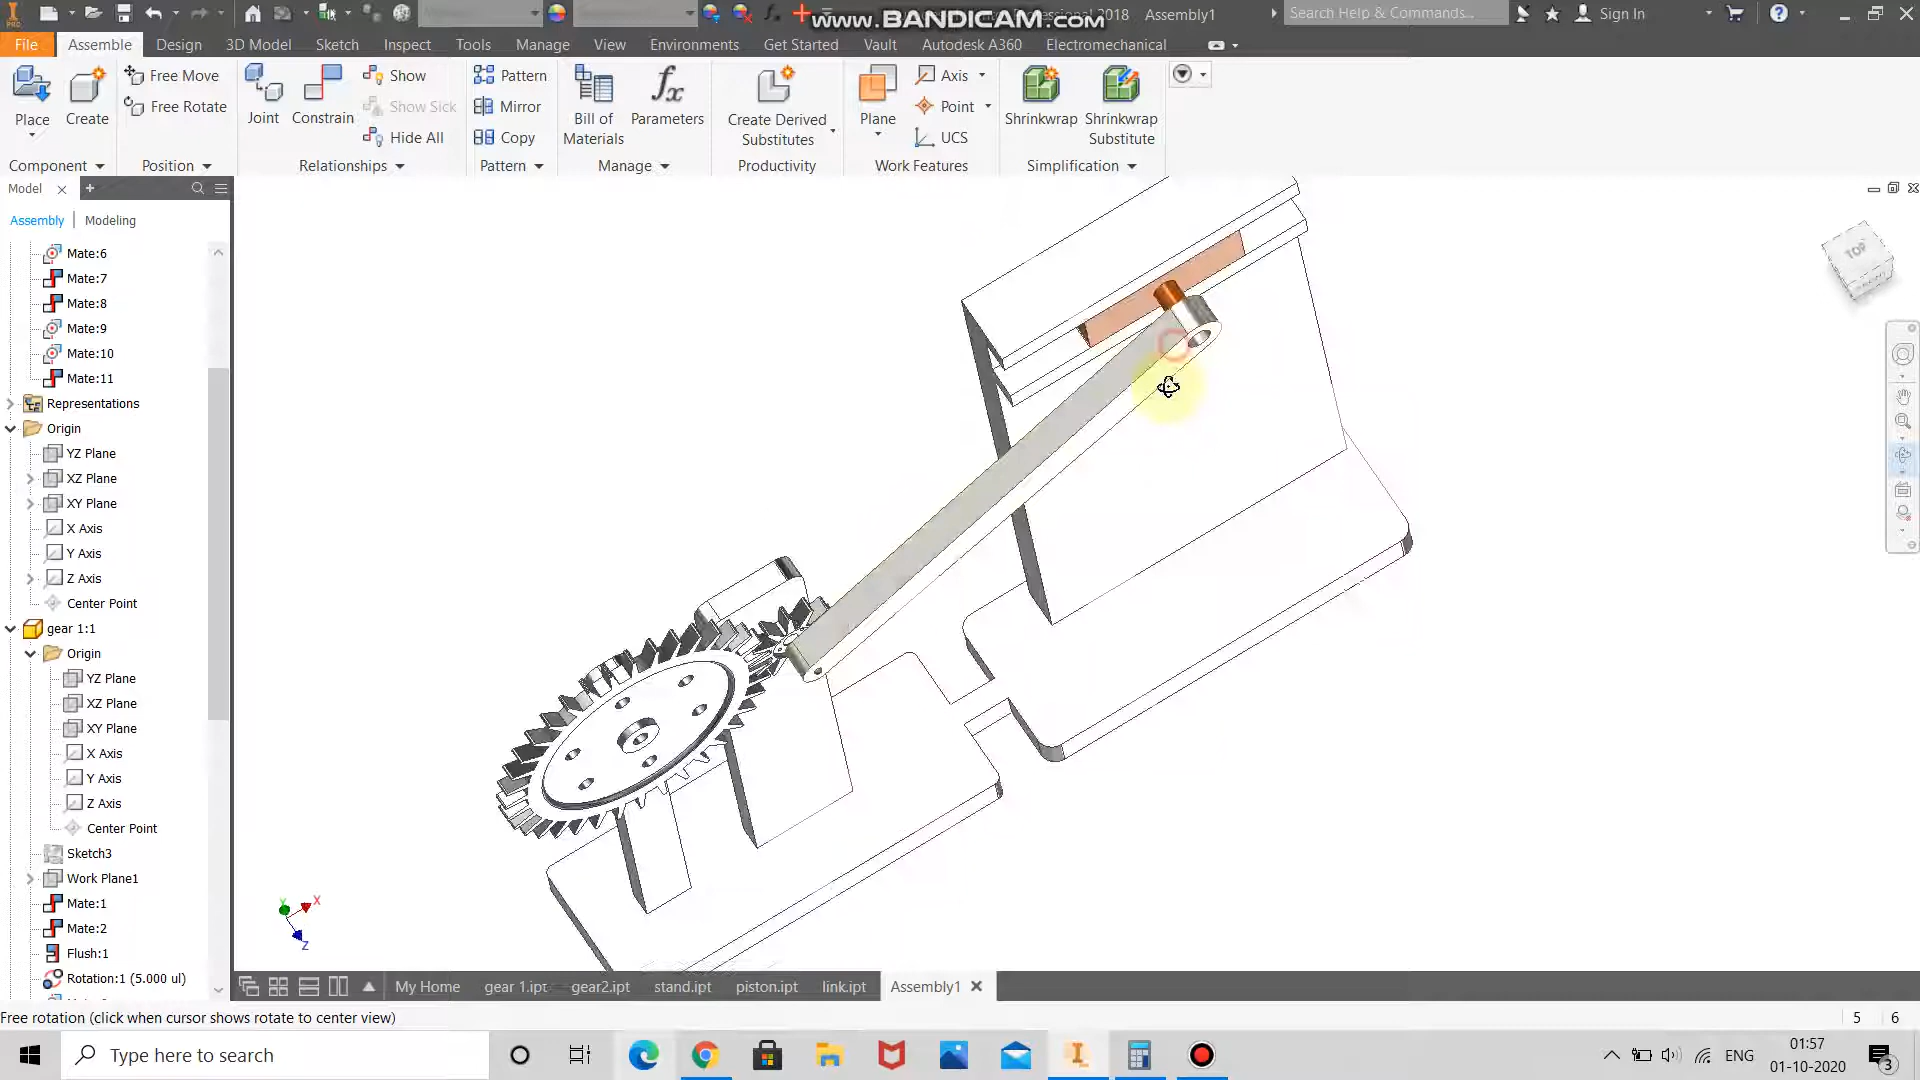 www.BANDICAM.com
2018 Assembly1
Search Help & Commands...
Sign In
PRO
File Assemble Design 3D Model Sketch Inspect Tools Manage View Environments Get Started Vault Autodesk A360 Electromechanical
Place
Create
Free Move
Free Rotate
Joint
Constrain
Show
Show Sick
Hide All
Pattern
Mirror
Copy
Bill of
Materials
Parameters
Create Derived
Substitutes
Plane
Axis
Point
UCS
Shrinkwrap
Shrinkwrap
Substitute
Component Position Relationships Pattern Manage Productivity Work Features Simplification
Model
Assembly Modeling
Mate:6
Mate:7
Mate:8
Mate:9
Mate:10
Mate:11
Representations
Origin
YZ Plane
XZ Plane
XY Plane
X Axis
Y Axis
Z Axis
Center Point
gear 1:1
Origin
YZ Plane
XZ Plane
XY Plane
X Axis
Y Axis
Z Axis
Center Point
Sketch3
Work Plane1
Mate:1
Mate:2
Flush:1
Rotation:1 (5.000 ul)
TOP
X
Y
Z
My Home gear 1.ipt gear2.ipt stand.ipt piston.ipt link.ipt Assembly1
Free rotation (click when cursor shows rotate to center view) 5 6
Type here to search
ENG
01:57
01-10-2020
3